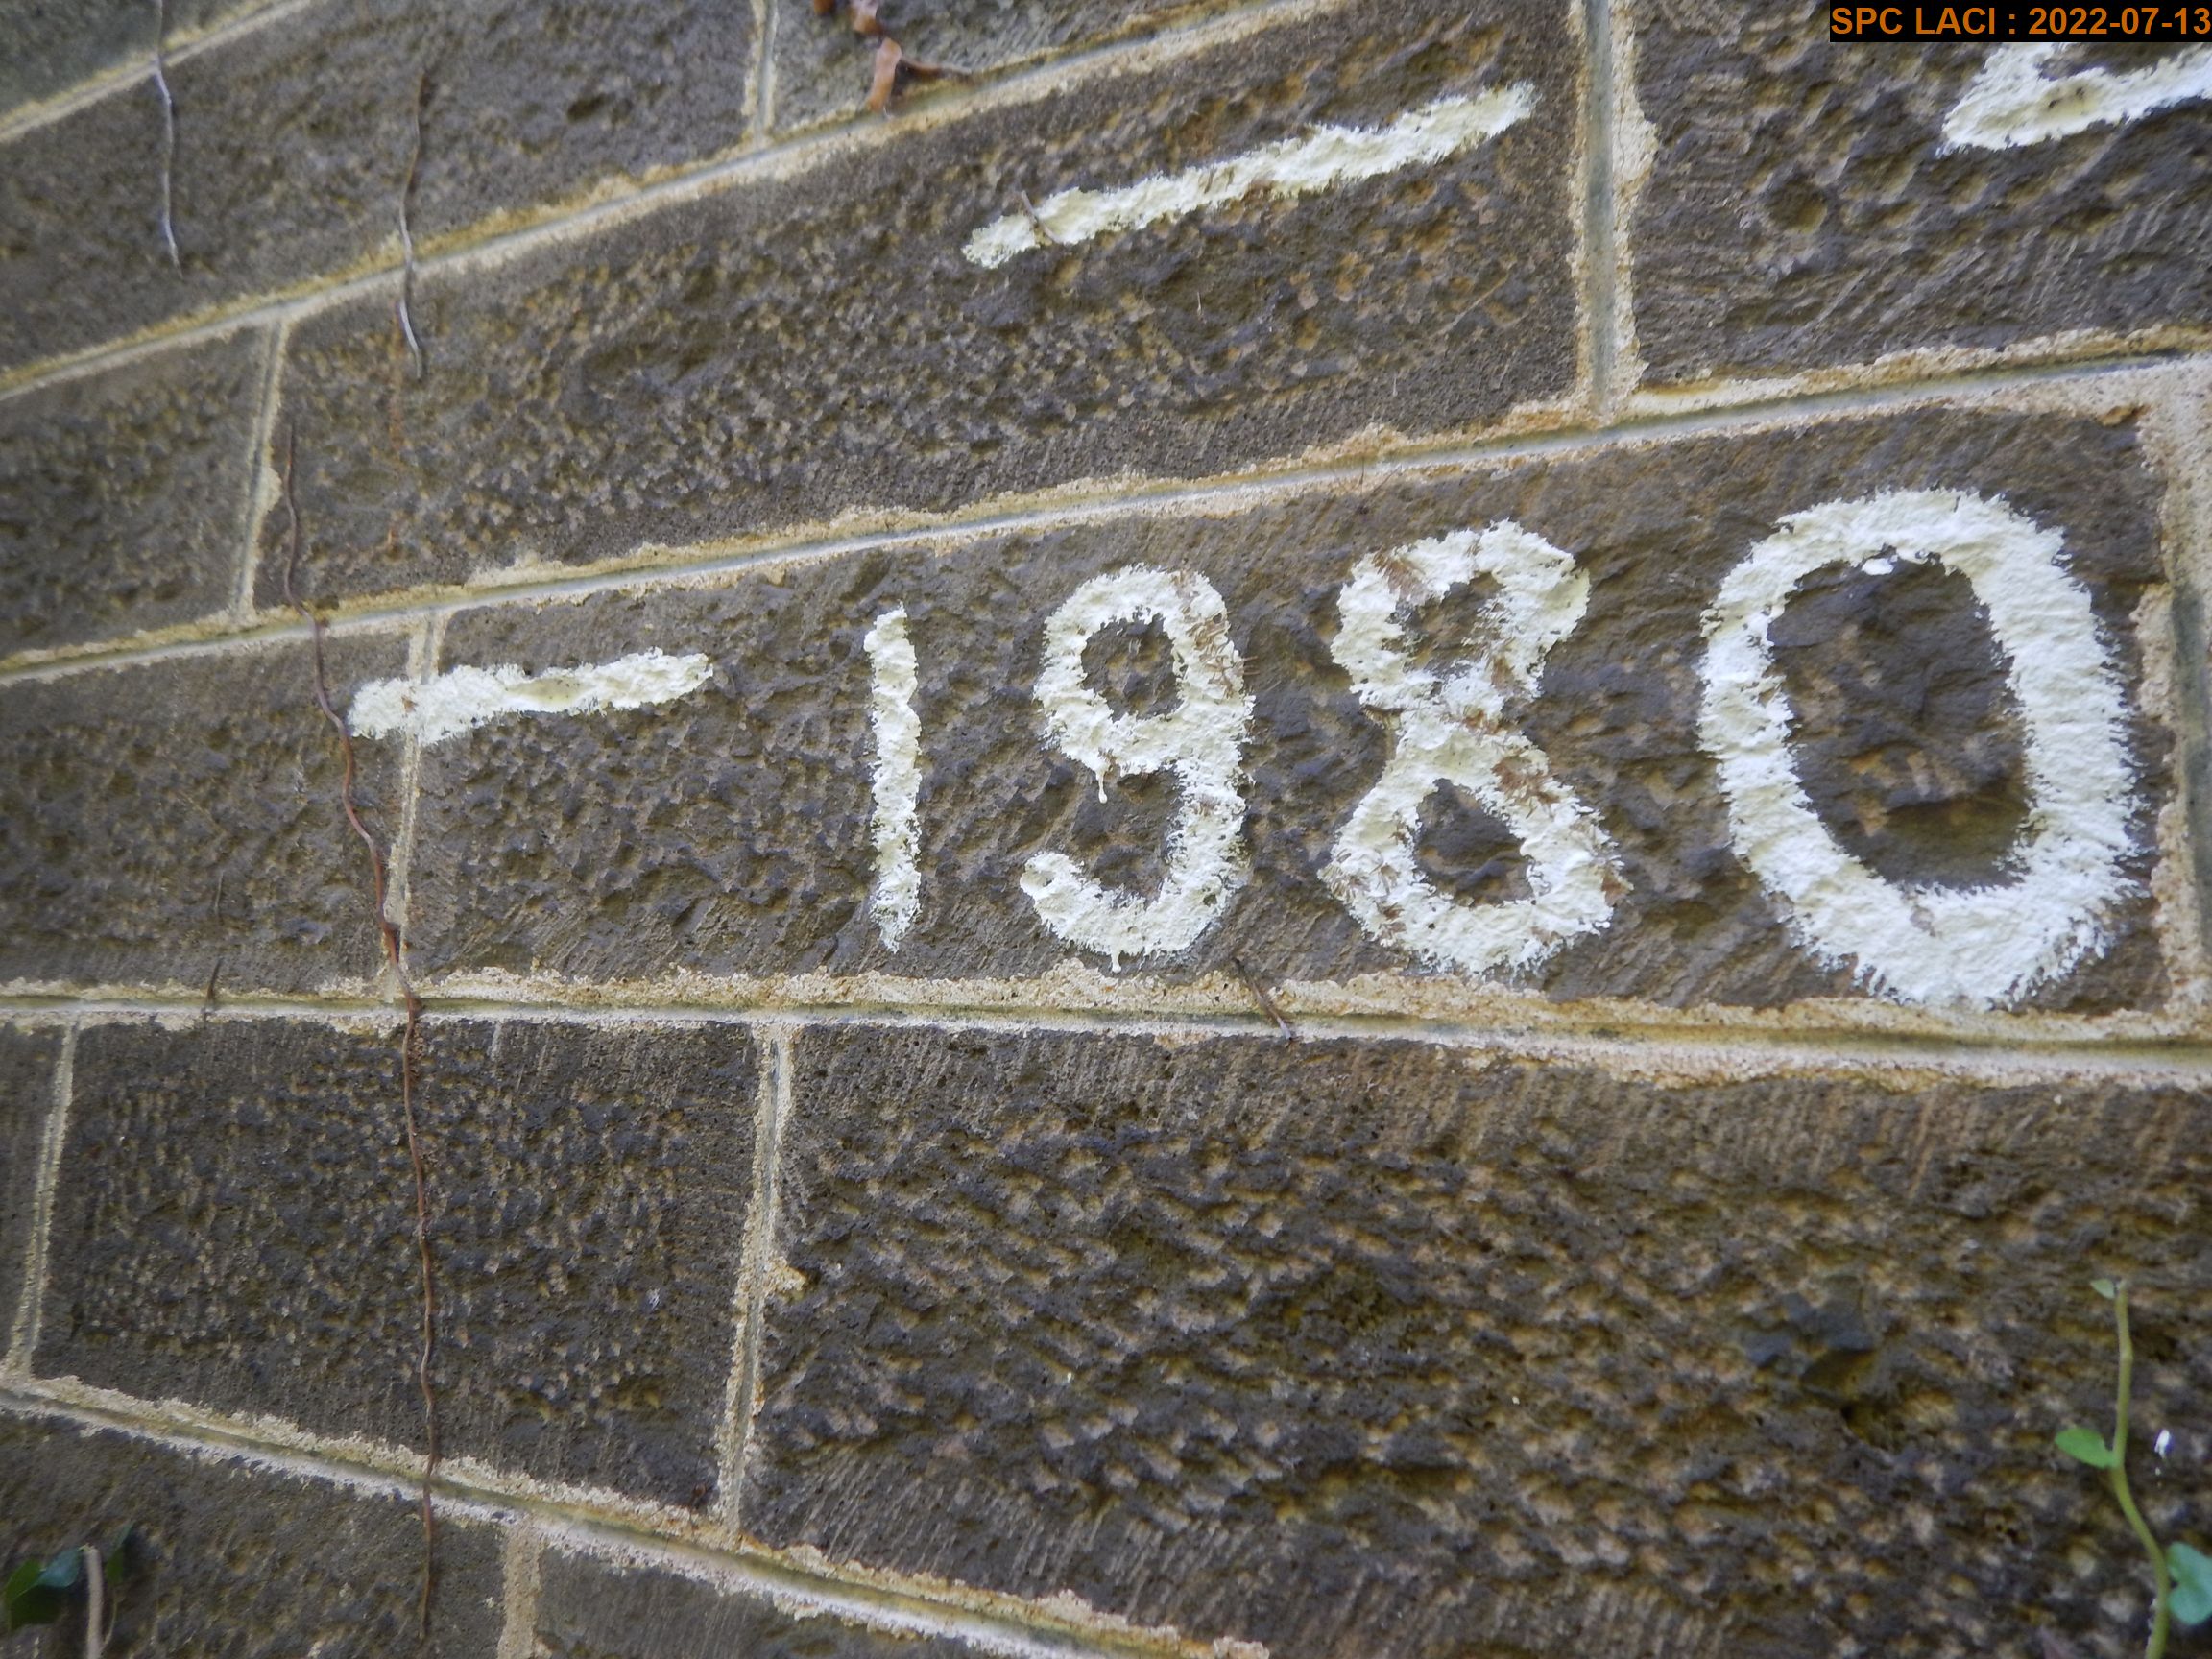 SPC LACI : 2022-07-13
–
– 1980